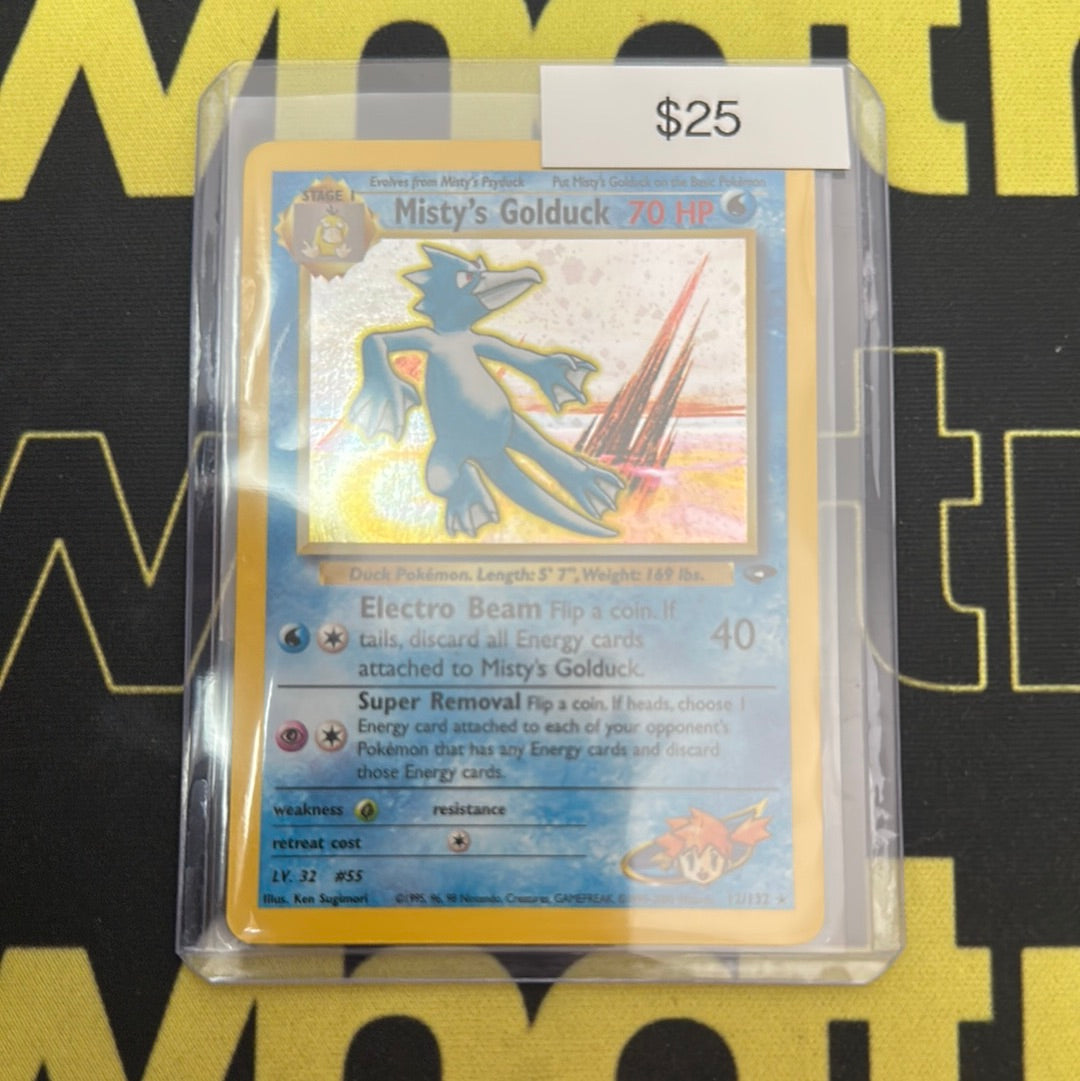 $25
Evolves from Misty's Psyduck Put Misty's Golduck on the Basic Pokémon
STAGE 1
Misty's Golduck 70 HP
Duck Pokémon. Length: 5' 7", Weight: 169 lbs.
Electro Beam Flip a coin. If
tails, discard all Energy cards 40
attached to Misty's Golduck.
Super Removal Flip a coin. If heads, choose 1
Energy card attached to each of your opponent's
Pokémon that has any Energy cards and discard
those Energy cards.
weakness resistance
retreat cost
LV. 32 #55
Illus. Ken Sugimori ©1995, 96, 98 Nintendo, Creatures, GAMEFREAK. 12/132 ★